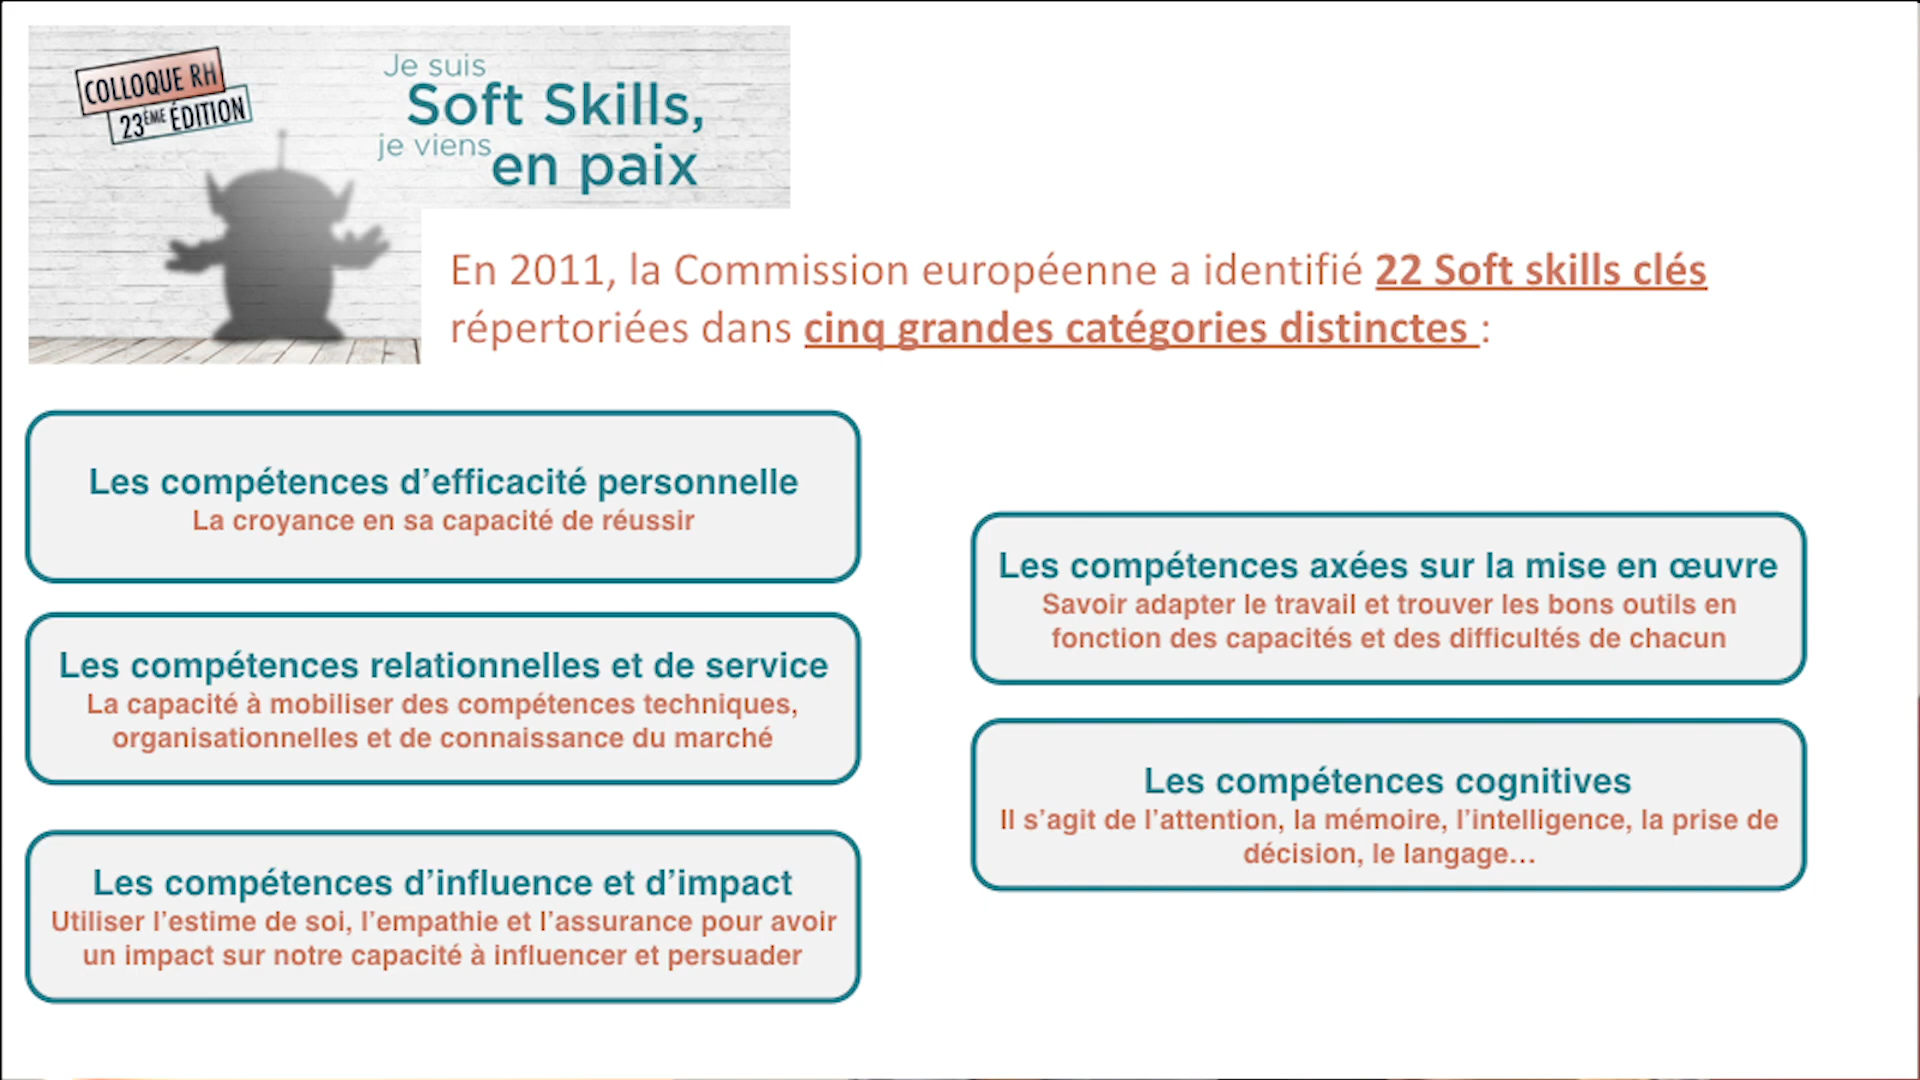 COLLOQUE RH
23ÈME ÉDITION
Je suis
Soft Skills,
je viens
en paix
En 2011, la Commission européenne a identifié 22 Soft skills clés
répertoriées dans cinq grandes catégories distinctes :
Les compétences d’efficacité personnelle
La croyance en sa capacité de réussir
Les compétences relationnelles et de service
La capacité à mobiliser des compétences techniques,
organisationnelles et de connaissance du marché
Les compétences d’influence et d’impact
Utiliser l’estime de soi, l’empathie et l’assurance pour avoir
un impact sur notre capacité à influencer et persuader
Les compétences axées sur la mise en œuvre
Savoir adapter le travail et trouver les bons outils en
fonction des capacités et des difficultés de chacun
Les compétences cognitives
Il s’agit de l’attention, la mémoire, l’intelligence, la prise de
décision, le langage…